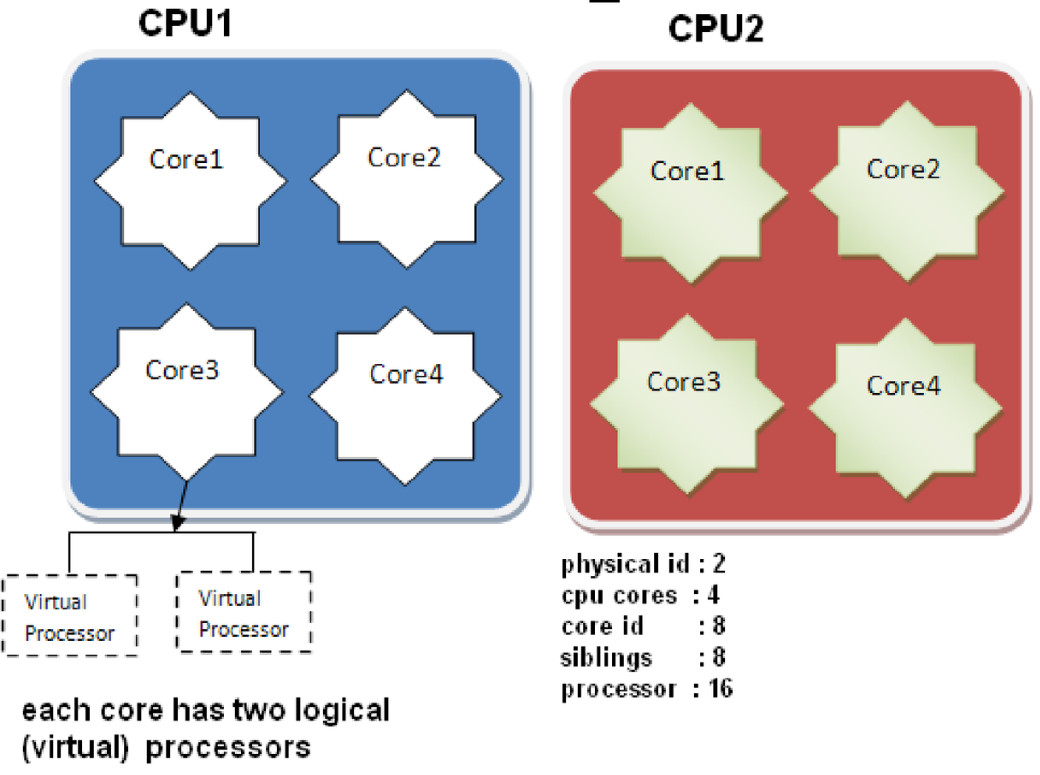 CPU1
CPU2
Core1
Core2
Core3
Core4
Core1
Core2
Core3
Core4
Virtual
Processor
Virtual
Processor
each core has two logical
(virtual) processors
physical id : 2
cpu cores : 4
core id : 8
siblings : 8
processor : 16